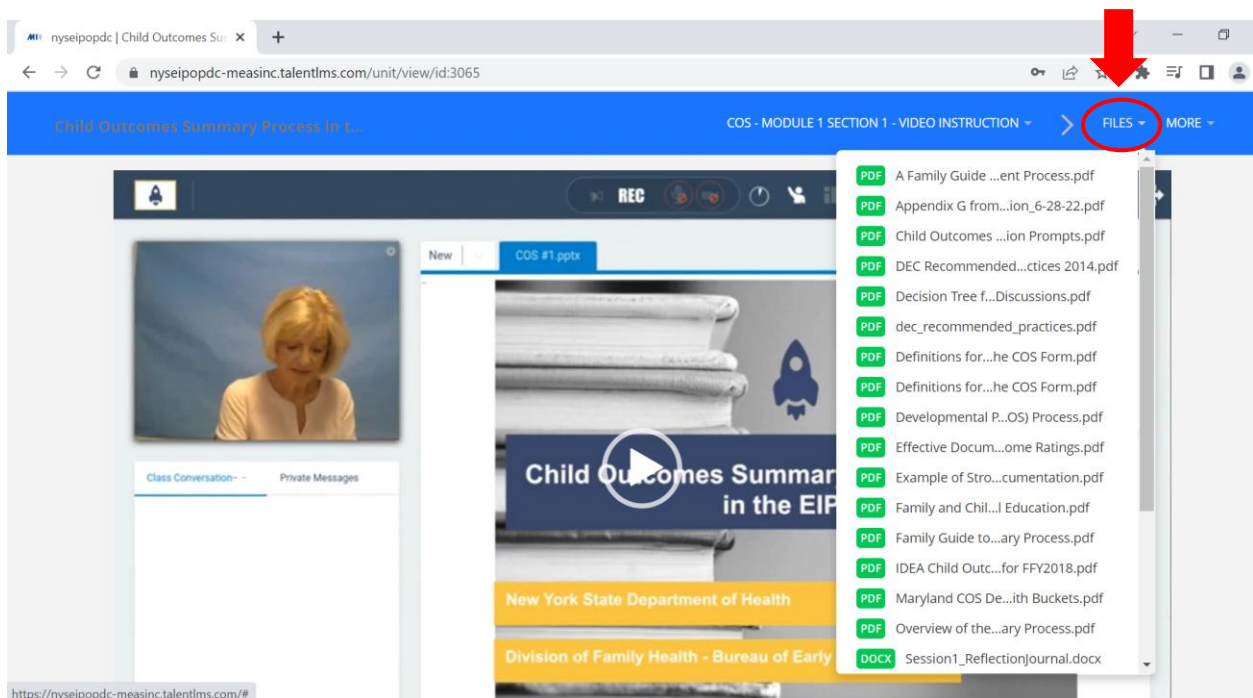 nyseipopdc | Child Outcomes Su
nyseipopdc-measinc.talentlms.com/unit/view/id:3065
Child Outcomes Summary Process in t...
COS - MODULE 1 SECTION 1 - VIDEO INSTRUCTION
FILES
MORE
REC
New
COS #1.pptx
Class Conversation- -
Private Messages
Child Outcomes Summar
in the EIP
New York State Department of Health
Division of Family Health - Bureau of Early
PDF A Family Guide ...ent Process.pdf
PDF Appendix G from...ion_6-28-22.pdf
PDF Child Outcomes ...ion Prompts.pdf
PDF DEC Recommended...ctices 2014.pdf
PDF Decision Tree f...Discussions.pdf
PDF dec_recommended_practices.pdf
PDF Definitions for...he COS Form.pdf
PDF Definitions for...he COS Form.pdf
PDF Developmental P...OS) Process.pdf
PDF Effective Docum...ome Ratings.pdf
PDF Example of Stro...cumentation.pdf
PDF Family and Chil...l Education.pdf
PDF Family Guide to...ary Process.pdf
PDF IDEA Child Outc...for FFY2018.pdf
PDF Maryland COS De...ith Buckets.pdf
PDF Overview of the...ary Process.pdf
DOCX Session1_ReflectionJournal.docx
https://nyseipopdc-measinc.talentlms.com/#